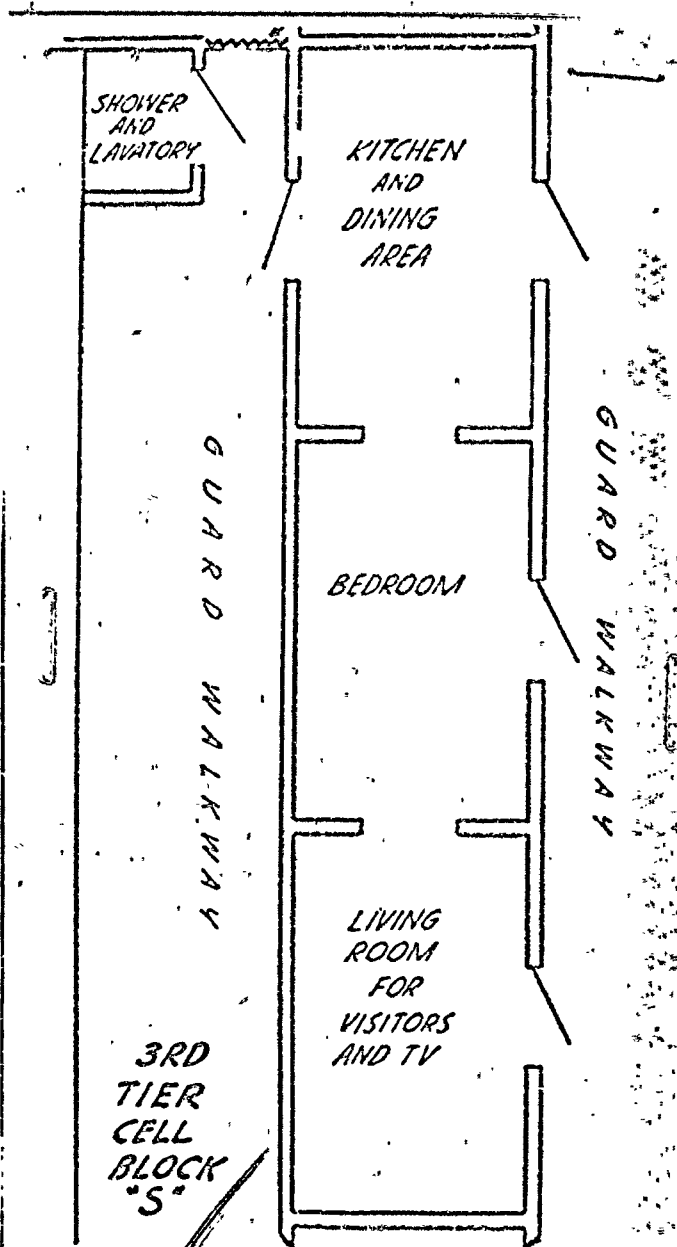 SHOWER
AND
LAVATORY
KITCHEN
AND
DINING
AREA
GUARD WALKWAY
GUARD WALKWAY
BEDROOM
LIVING
ROOM
FOR
VISITORS
AND TV
3RD
TIER
CELL
BLOCK
"S"